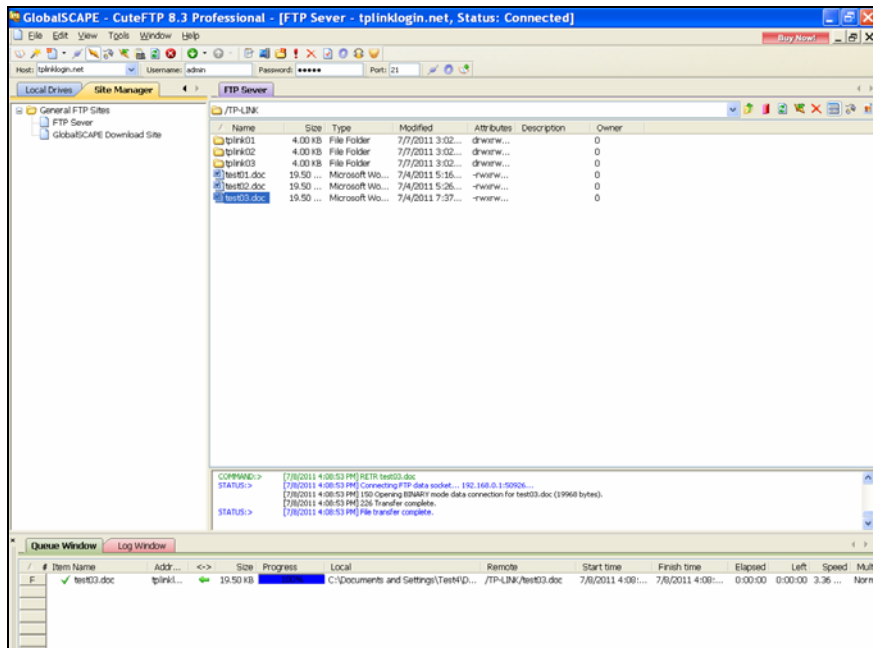 GlobalSCAPE - CuteFTP 8.3 Professional - [FTP Sever - tplinklogin.net, Status: Connected]
File Edit View Tools Window Help
Buy Now!
Host: tplinklogin.net Username: admin Password: ●●●●● Port: 21
Local Drives Site Manager FTP Sever
General FTP Sites
FTP Sever
GlobalSCAPE Download Site
/TP-LINK
/ Name Size Type Modified Attributes Description Owner
tplink01 4.00 KB File Folder 7/7/2011 3:02... drwxrw... 0
tplink02 4.00 KB File Folder 7/7/2011 3:02... drwxrw... 0
tplink03 4.00 KB File Folder 7/7/2011 3:02... drwxrw... 0
test01.doc 19.50 ... Microsoft Wo... 7/4/2011 5:16... -rwxrw... 0
test02.doc 19.50 ... Microsoft Wo... 7/4/2011 5:26... -rwxrw... 0
test03.doc 19.50 ... Microsoft Wo... 7/4/2011 7:37... -rwxrw... 0
COMMAND:> [7/8/2011 4:08:53 PM] RETR test03.doc
STATUS:> [7/8/2011 4:08:53 PM] Connecting FTP data socket... 192.168.0.1:50926...
[7/8/2011 4:08:53 PM] 150 Opening BINARY mode data connection for test03.doc (19968 bytes).
[7/8/2011 4:08:53 PM] 226 Transfer complete.
STATUS:> [7/8/2011 4:08:53 PM] File transfer complete.
Queue Window Log Window
/ # Item Name Addr... <-> Size Progress Local Remote Start time Finish time Elapsed Left Speed Mult
F test03.doc tplinkl... 19.50 KB 100% C:\Documents and Settings\Test4\D... /TP-LINK/test03.doc 7/8/2011 4:08:... 7/8/2011 4:08:... 0:00:00 0:00:00 3.36 ... Norm